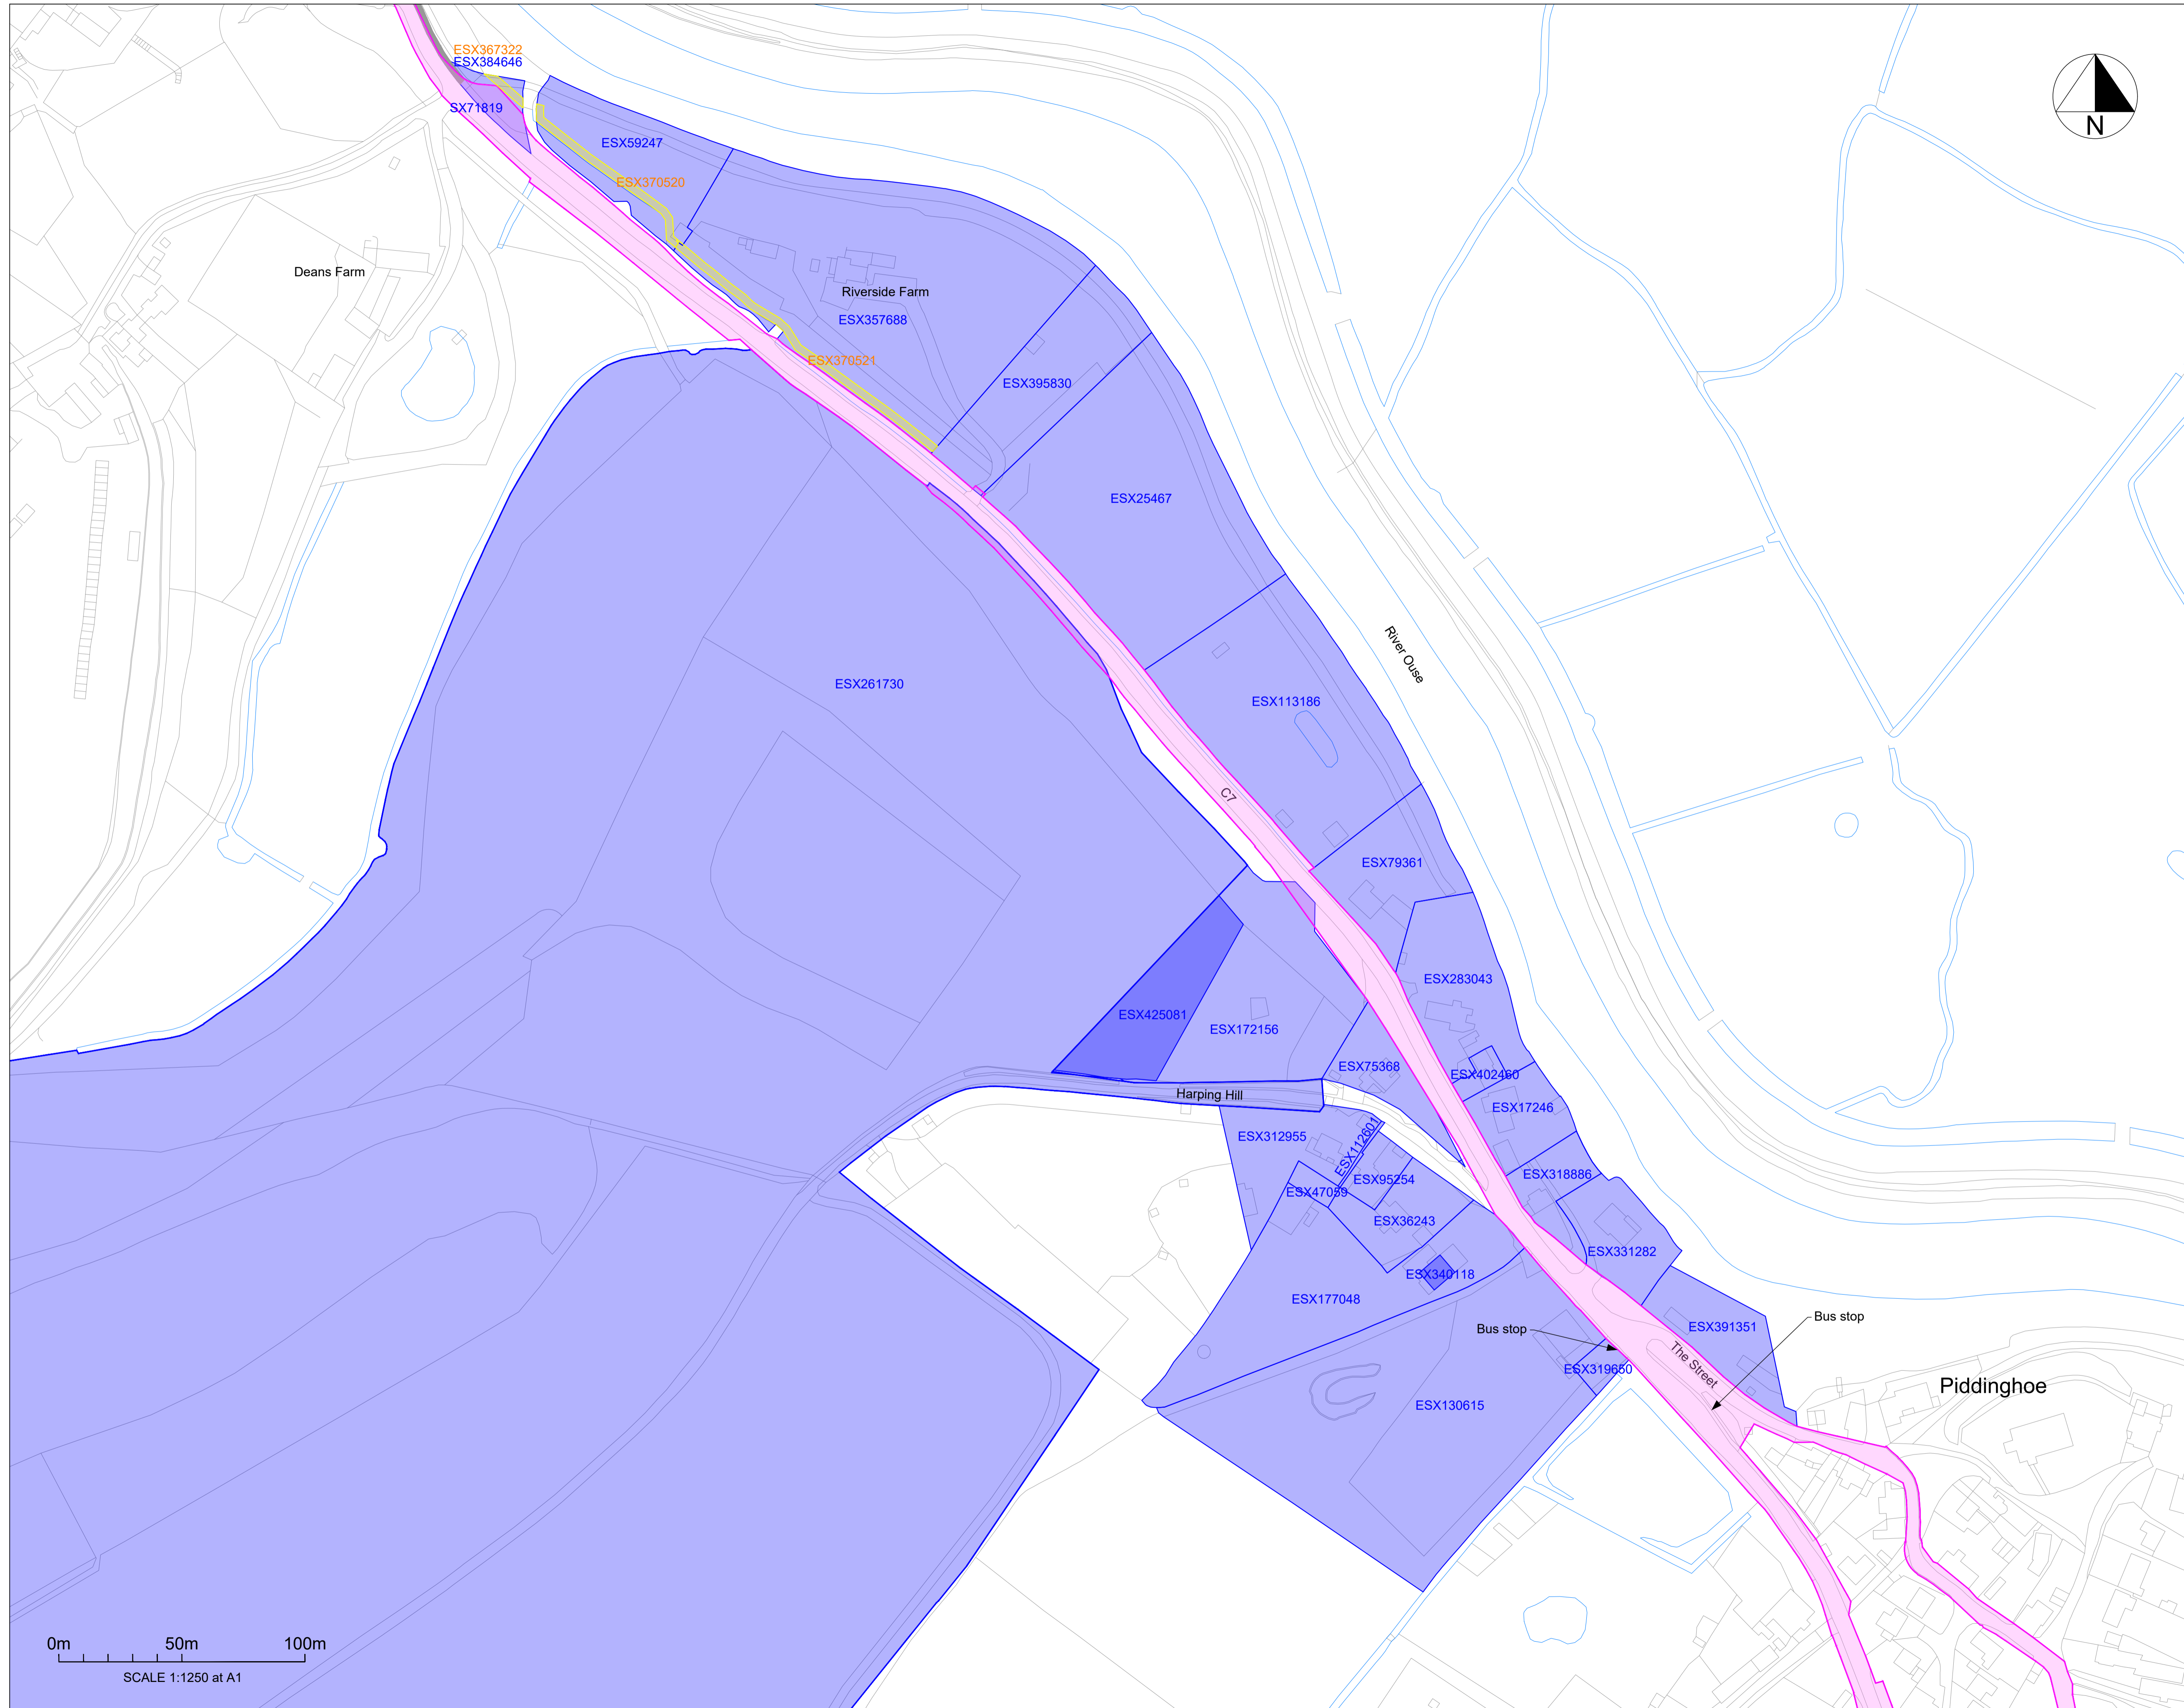 ESX367322
ESX384646
SX71819
N
ESX59247
ESX370520
Deans Farm
Riverside Farm
ESX357688
ESX370521
ESX395830
ESX25467
River Ouse
ESX261730
ESX113186
C7
ESX79361
ESX283043
ESX425081
ESX172156
ESX75368
ESX402460
Harping Hill
ESX17246
ESX312955
ESX112601
ESX318886
ESX95254
ESX47059
ESX36243
ESX331282
ESX340118
ESX177048
Bus stop
Bus stop
ESX391351
The Street
ESX319650
Piddinghoe
ESX130615
0m 50m 100m
SCALE 1:1250 at A1